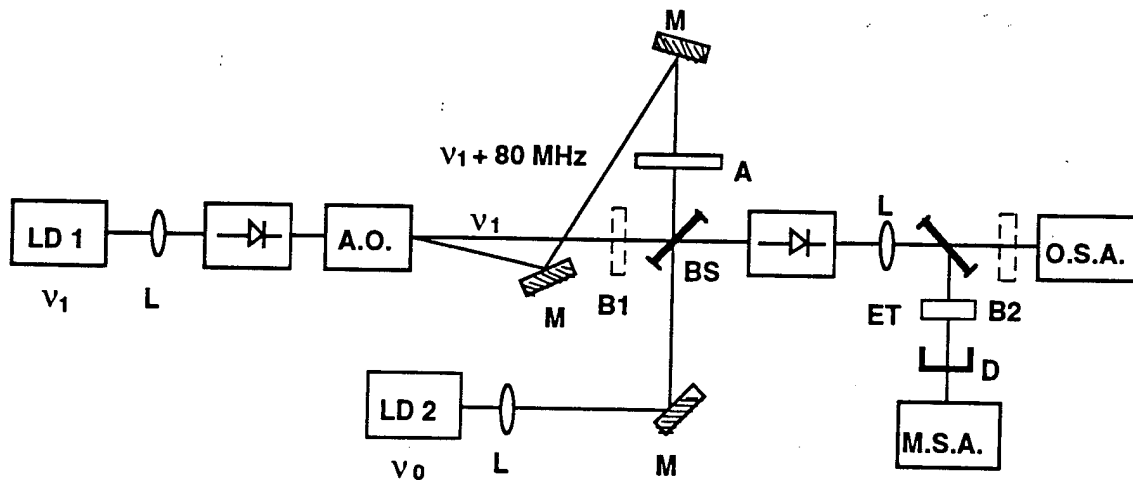 M
ν1 + 80 MHz
A
LD 1
A.O.
ν1
L
O.S.A.
ν1
L
M
B1
BS
ET
B2
D
LD 2
M.S.A.
ν0
L
M